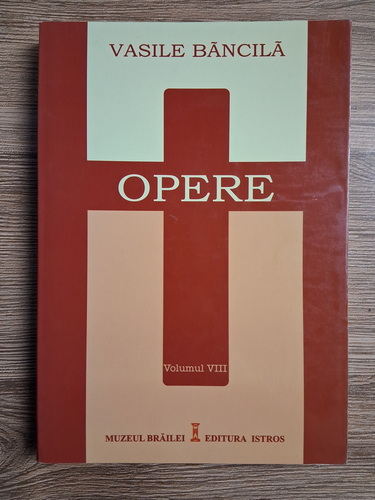 VASILE BĂNCILĂ
OPERE
Volumul VIII
MUZEUL BRĂILEI EDITURA ISTROS